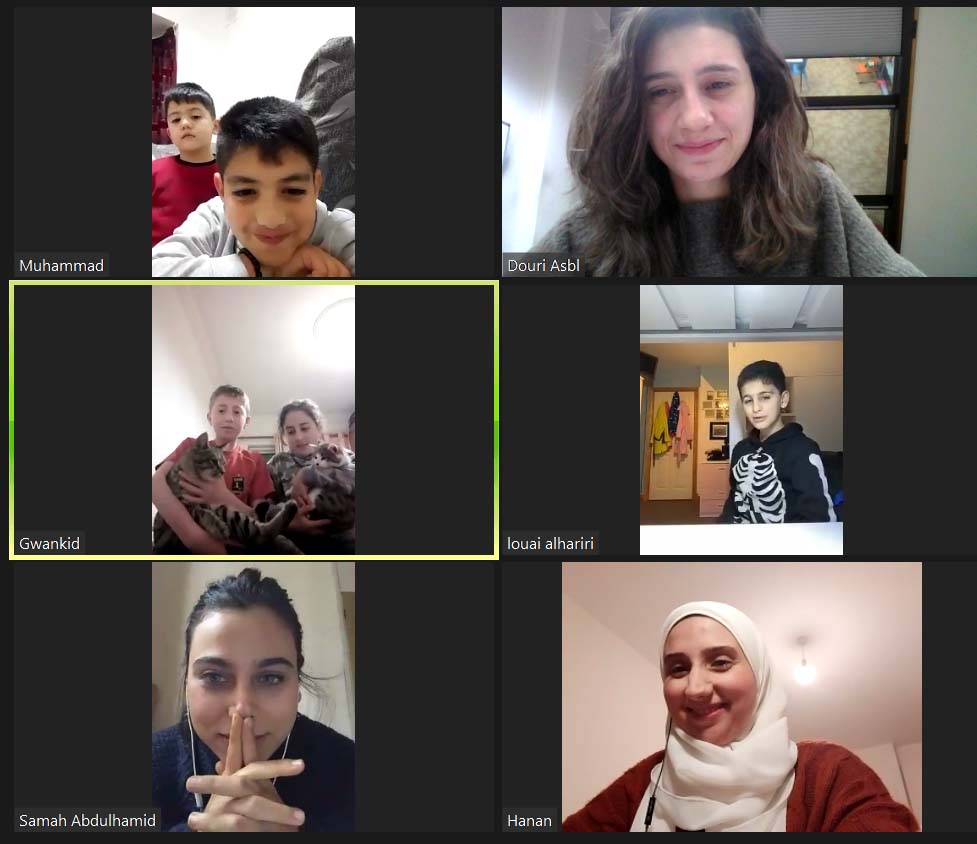 Muhammad
Douri Asbl
Gwankid
louai alhariri
Samah Abdulhamid
Hanan